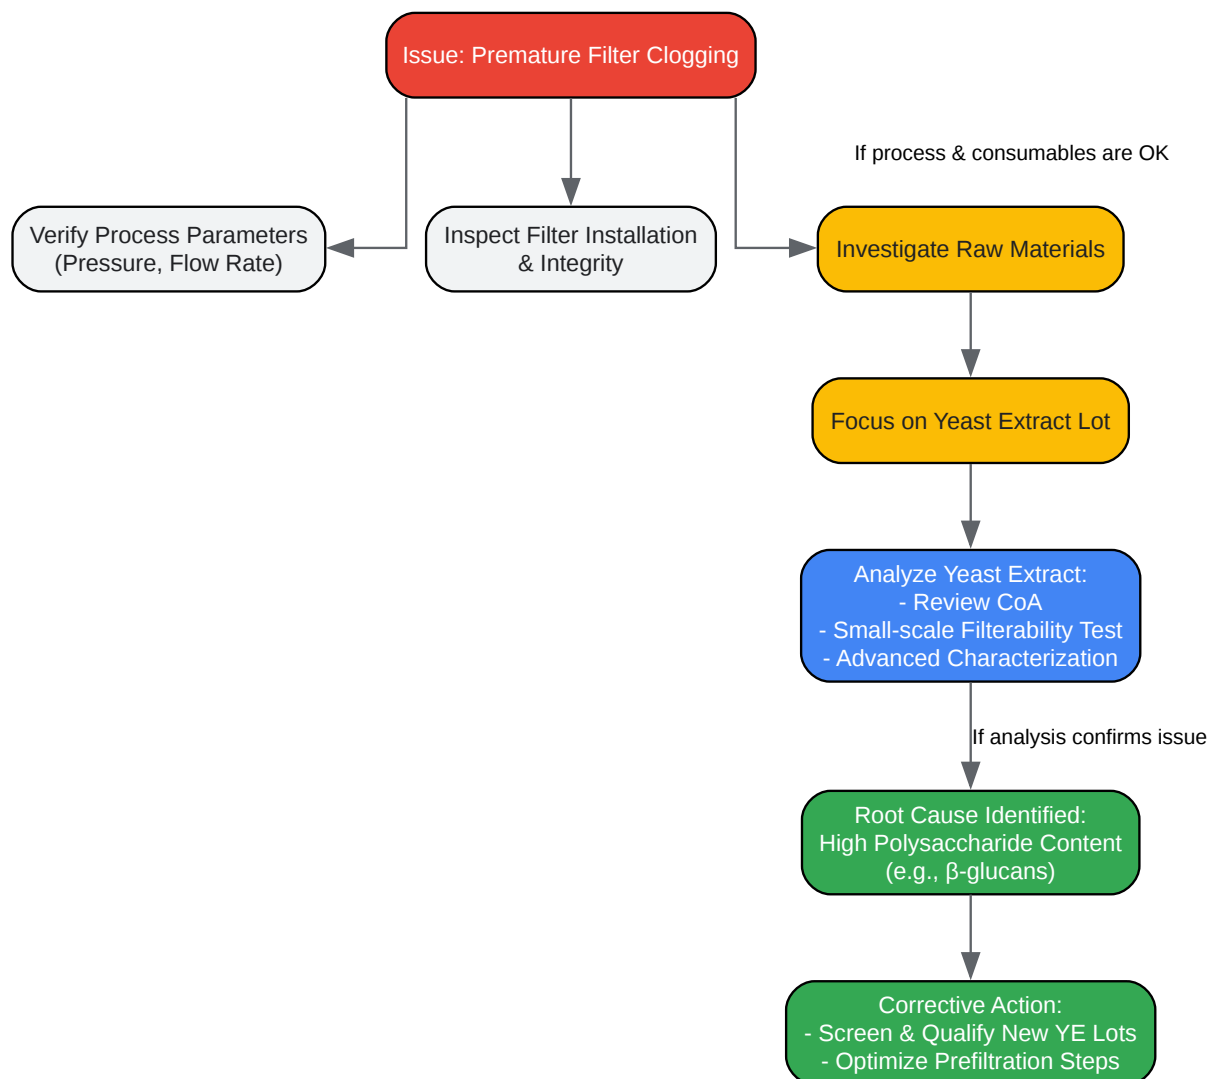 Issue: Premature Filter Clogging
If process & consumables are OK
Verify Process Parameters
(Pressure, Flow Rate)
Inspect Filter Installation
& Integrity
Investigate Raw Materials
Focus on Yeast Extract Lot
Analyze Yeast Extract:
- Review CoA
- Small-scale Filterability Test
- Advanced Characterization
If analysis confirms issue
Root Cause Identified:
High Polysaccharide Content
(e.g., β-glucans)
Corrective Action:
- Screen & Qualify New YE Lots
- Optimize Prefiltration Steps